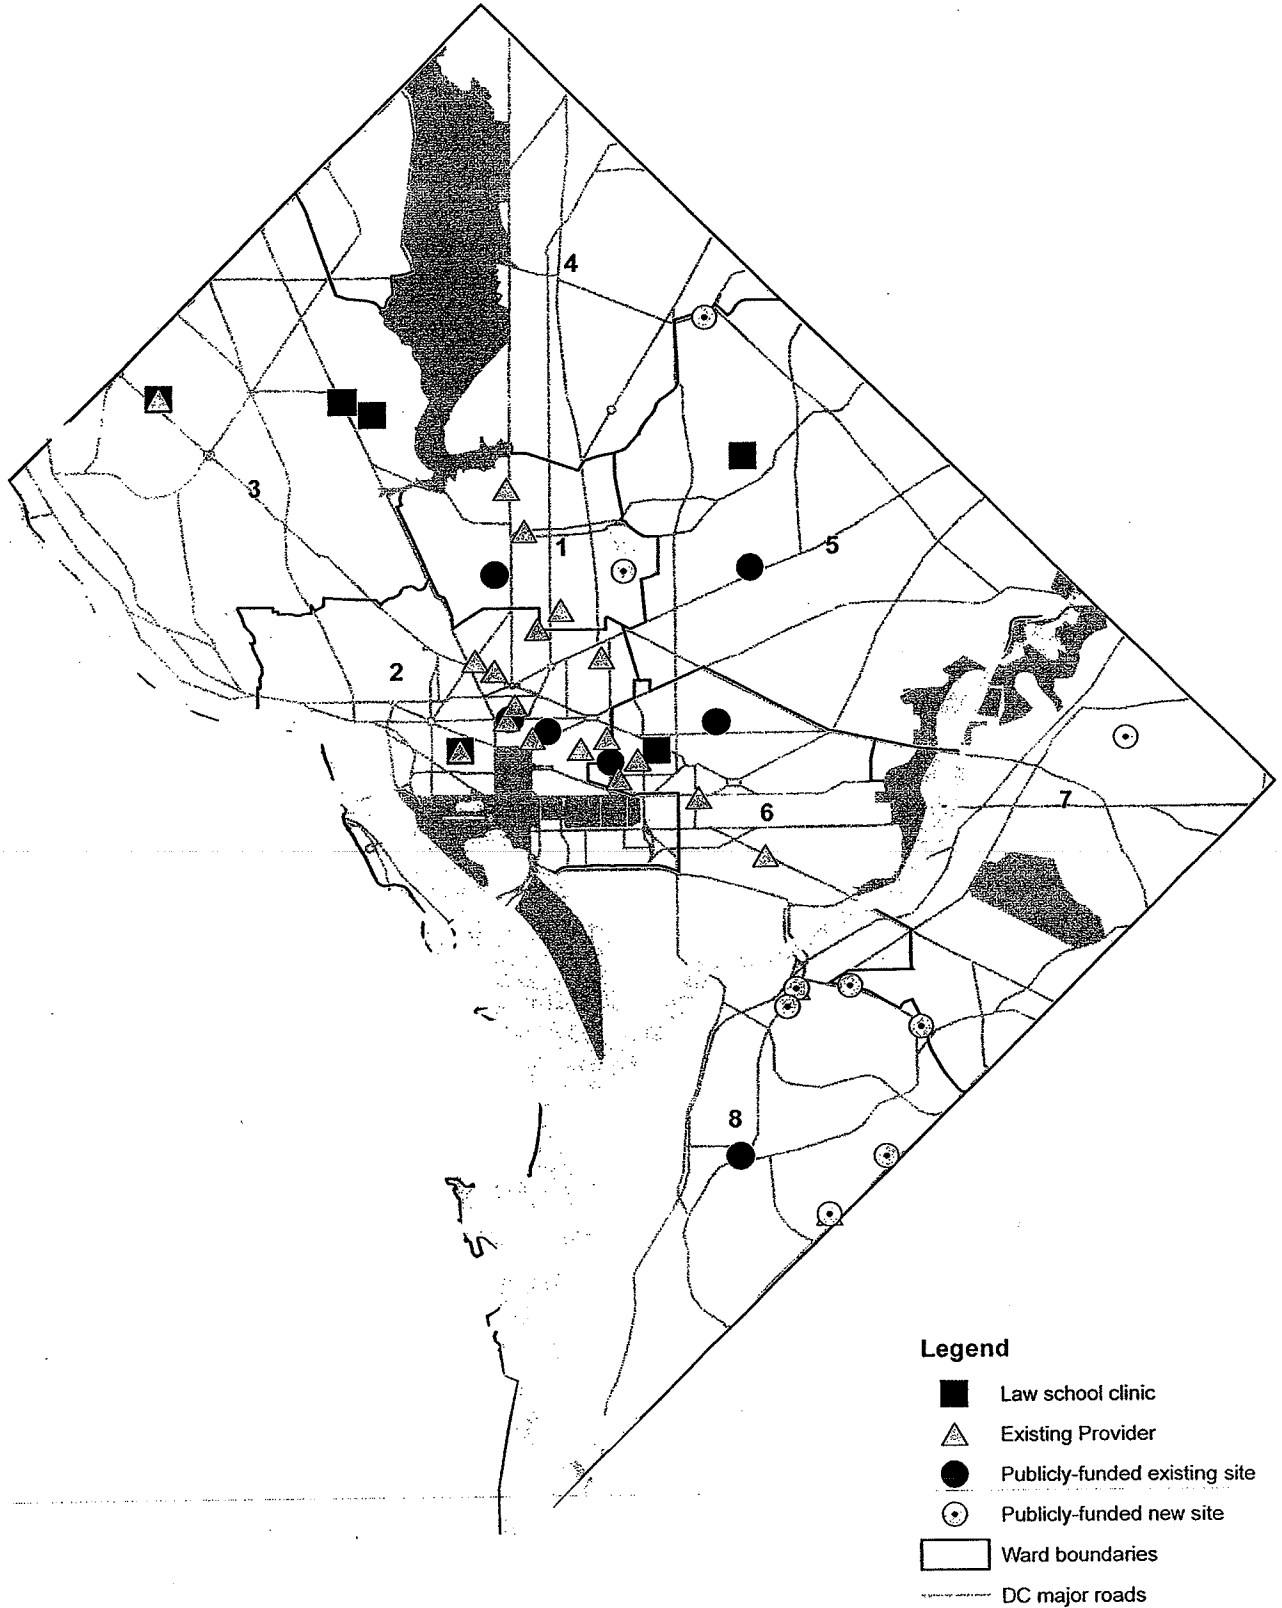 4
3
1
5
2
7
6
8
Legend
Law school clinic
Existing Provider
Publicly-funded existing site
Publicly-funded new site
Ward boundaries
DC major roads